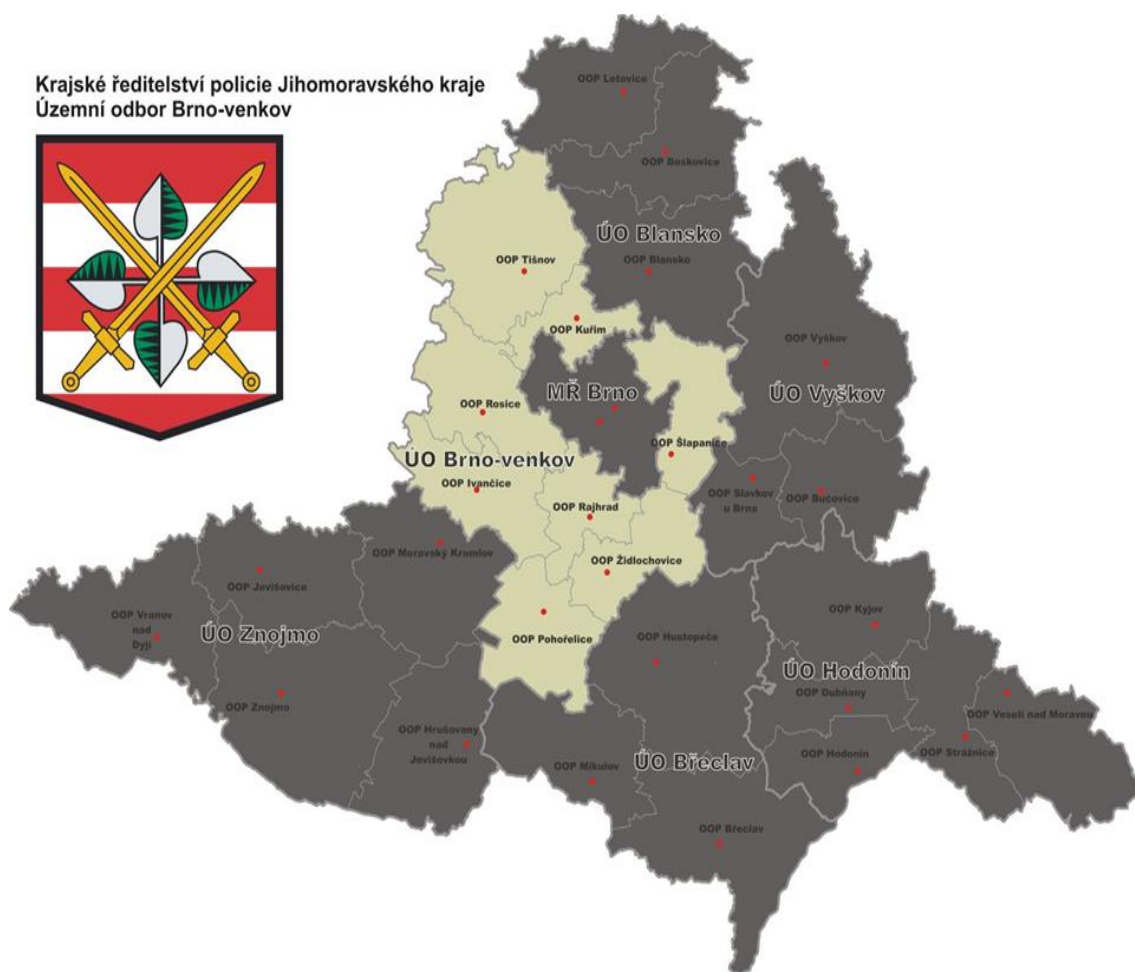 Krajské ředitelství policie Jihomoravského kraje
Územní odbor Brno-venkov
OOP Letovice
OOP Boskovice
ÚO Blansko
OOP Blansko
OOP Tišnov
OOP Kuřim
OOP Vyškov
ÚO Vyškov
MŘ Brno
OOP Rosice
OOP Šlapanice
ÚO Brno-venkov
OOP Ivančice
OOP Slavkov
u Brna
OOP Bučovice
OOP Rajhrad
OOP Moravský Krumlov
OOP Židlochovice
OOP Jevišovice
OOP Vranov
nad
Dyjí
ÚO Znojmo
OOP Kyjov
OOP Pohořelice
OOP Hustopeče
ÚO Hodonín
OOP Dubňany
OOP Znojmo
OOP Veselí nad Moravou
OOP Hrušovany
nad
Jevišovkou
OOP Strážnice
OOP Hodonín
ÚO Břeclav
OOP Mikulov
OOP Břeclav